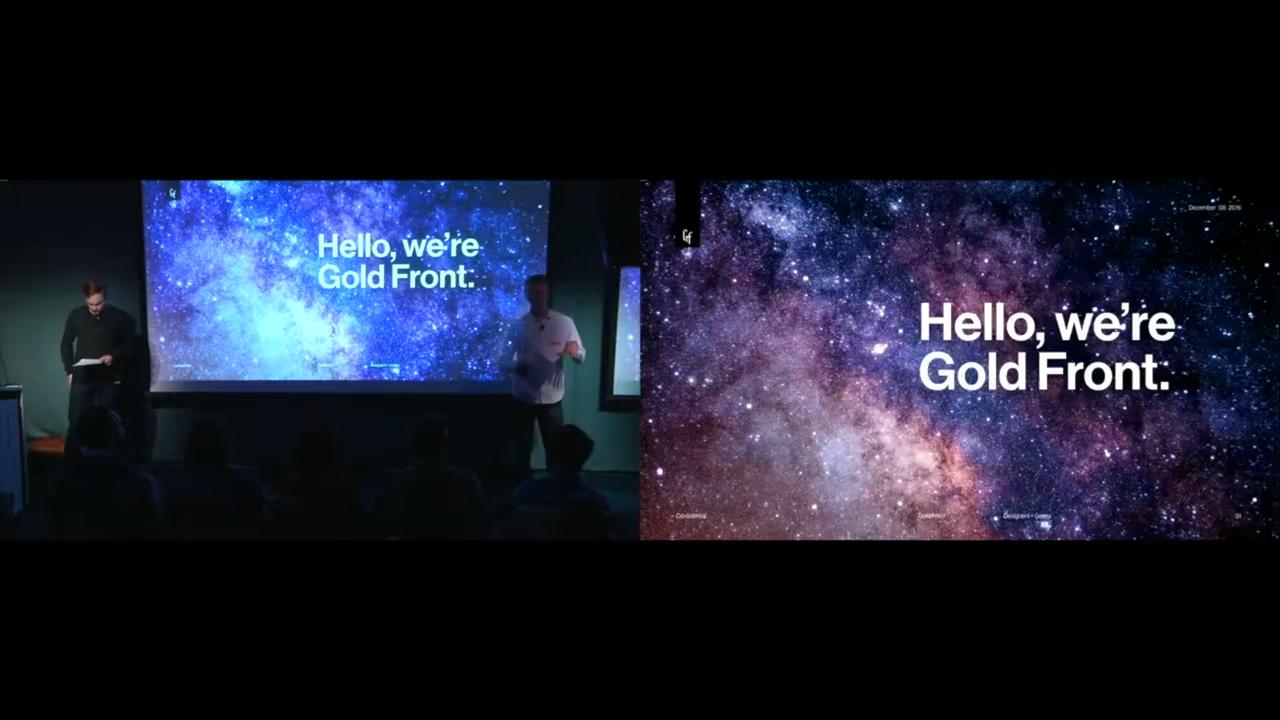 Hello, we're
Gold Front.
Gf
December 08 2016
Hello, we're
Gold Front.
Confidential
Gold Front
Designers + Geeks
01